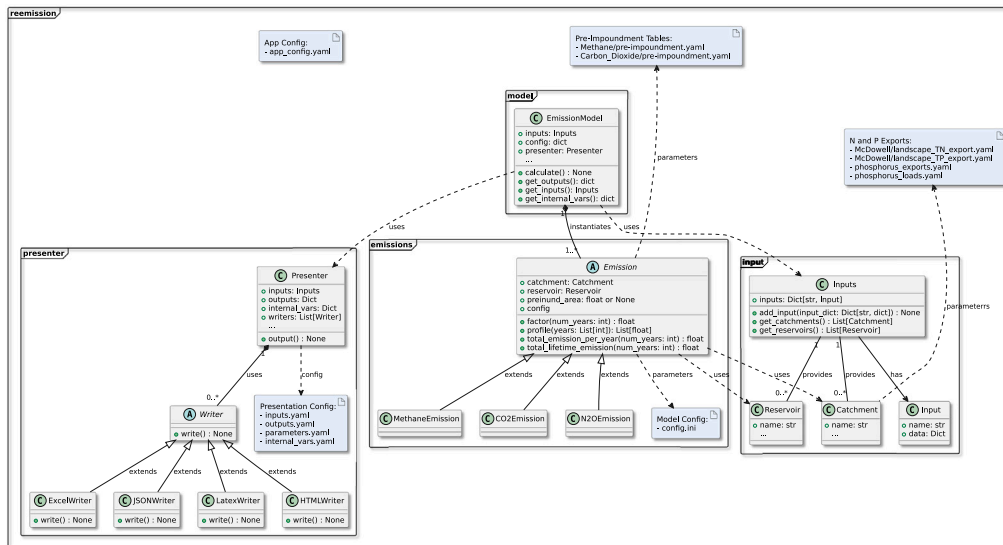 reemission
App Config:
- app_config.yaml
Pre-Impoundment Tables:
- Methane/pre-impoundment.yaml
- Carbon_Dioxide/pre-impoundment.yaml
model
C EmissionModel
inputs: Inputs
config: dict
presenter: Presenter
...
calculate() : None
get_outputs(): dict
get_inputs(): Inputs
get_internal_vars(): dict
N and P Exports:
- McDowell/landscape_TN_export.yaml
- McDowell/landscape_TP_export.yaml
- phosphorus_exports.yaml
- phosphorus_loads.yaml
parameters
uses
1
instantiates
uses
1..*
presenter
C Presenter
inputs: Inputs
outputs: Dict
internal_vars: Dict
writers: List[Writer]
...
output() : None
1
uses
config
0..*
A Writer
write() : None
Presentation Config:
- inputs.yaml
- outputs.yaml
- parameters.yaml
- internal_vars.yaml
extends
extends
extends
extends
C ExcelWriter
write() : None
C JSONWriter
write() : None
C LatexWriter
write() : None
C HTMLWriter
write() : None
emissions
A Emission
catchment: Catchment
reservoir: Reservoir
preinund_area: float or None
config
factor(num_years: int) : float
profile(years: List[int]): List[float]
total_emission_per_year(num_years: int) : float
total_lifetime_emission(num_years: int) : float
extends
extends
extends
parameters
uses
uses
C MethaneEmission
C CO2Emission
C N2OEmission
Model Config:
- config.ini
input
C Inputs
inputs: Dict[str, Input]
add_input(input_dict: Dict[str, dict]) : None
get_catchments() : List[Catchment]
get_reservoirs() : List[Reservoir]
parameterrs
1
1
provides
provides
has
0..*
0..*
C Reservoir
name: str
...
C Catchment
name: str
...
C Input
name: str
data: Dict